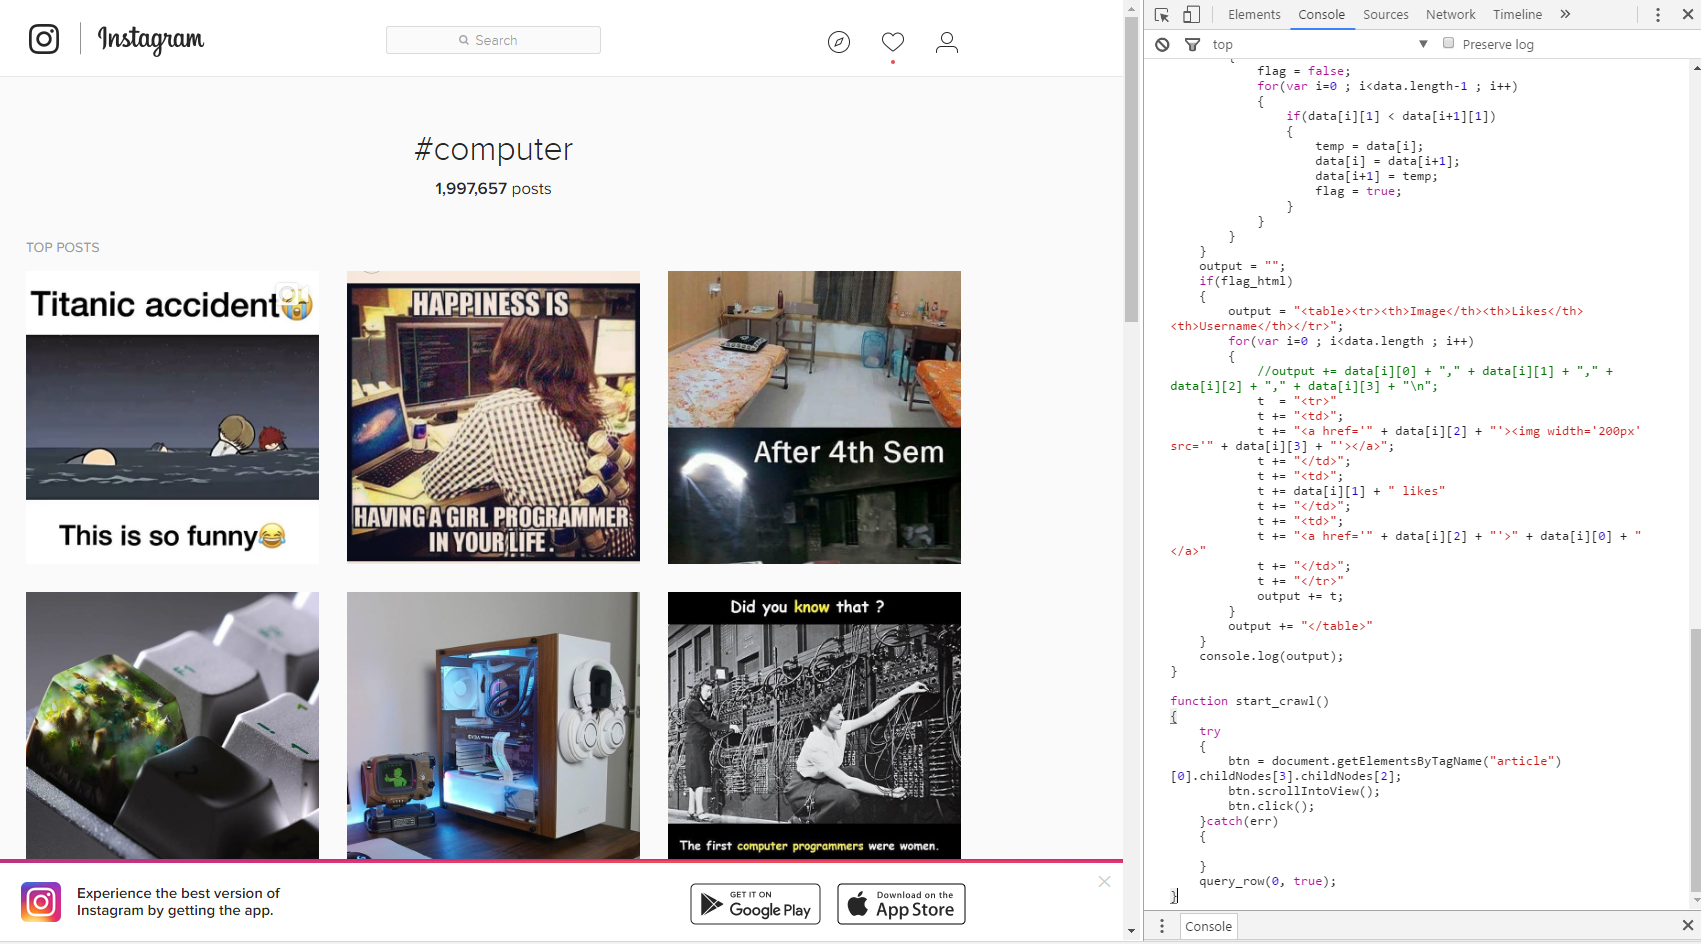 Instagram
Search
#computer
1,997,657 posts
TOP POSTS
Titanic accident😭
This is so funny😂
HAPPINESS IS
HAVING A GIRL PROGRAMMER
IN YOUR LIFE.
After 4th Sem
Did you know that ?
The first computer programmers were women.
Experience the best version of
Instagram by getting the app.
GET IT ON
Google Play
Download on the
App Store
Elements Console Sources Network Timeline »
top ▼ Preserve log
{
flag = false;
for(var i=0 ; i<data.length-1 ; i++)
{
if(data[i][1] < data[i+1][1])
{
temp = data[i];
data[i] = data[i+1];
data[i+1] = temp;
flag = true;
}
}
}
}
output = "";
if(flag_html)
{
output = "<table><tr><th>Image</th><th>Likes</th>
<th>Username</th></tr>";
for(var i=0 ; i<data.length ; i++)
{
//output += data[i][0] + "," + data[i][1] + "," +
data[i][2] + "," + data[i][3] + "\n";
t  = "<tr>"
t += "<td>";
t += "<a href='" + data[i][2] + "'><img width='200px'
src='" + data[i][3] + "'></a>";
t += "</td>";
t += "<td>";
t += data[i][1] + " likes"
t += "</td>";
t += "<td>";
t += "<a href='" + data[i][2] + "'>" + data[i][0] + "
</a>"
t += "</td>";
t += "</tr>"
output += t;
}
output += "</table>"
}
console.log(output);
}
function start_crawl()
{
try
{
btn = document.getElementsByTagName("article")
[0].childNodes[3].childNodes[2];
btn.scrollIntoView();
btn.click();
}catch(err)
{
}
query_row(0, true);
}
Console